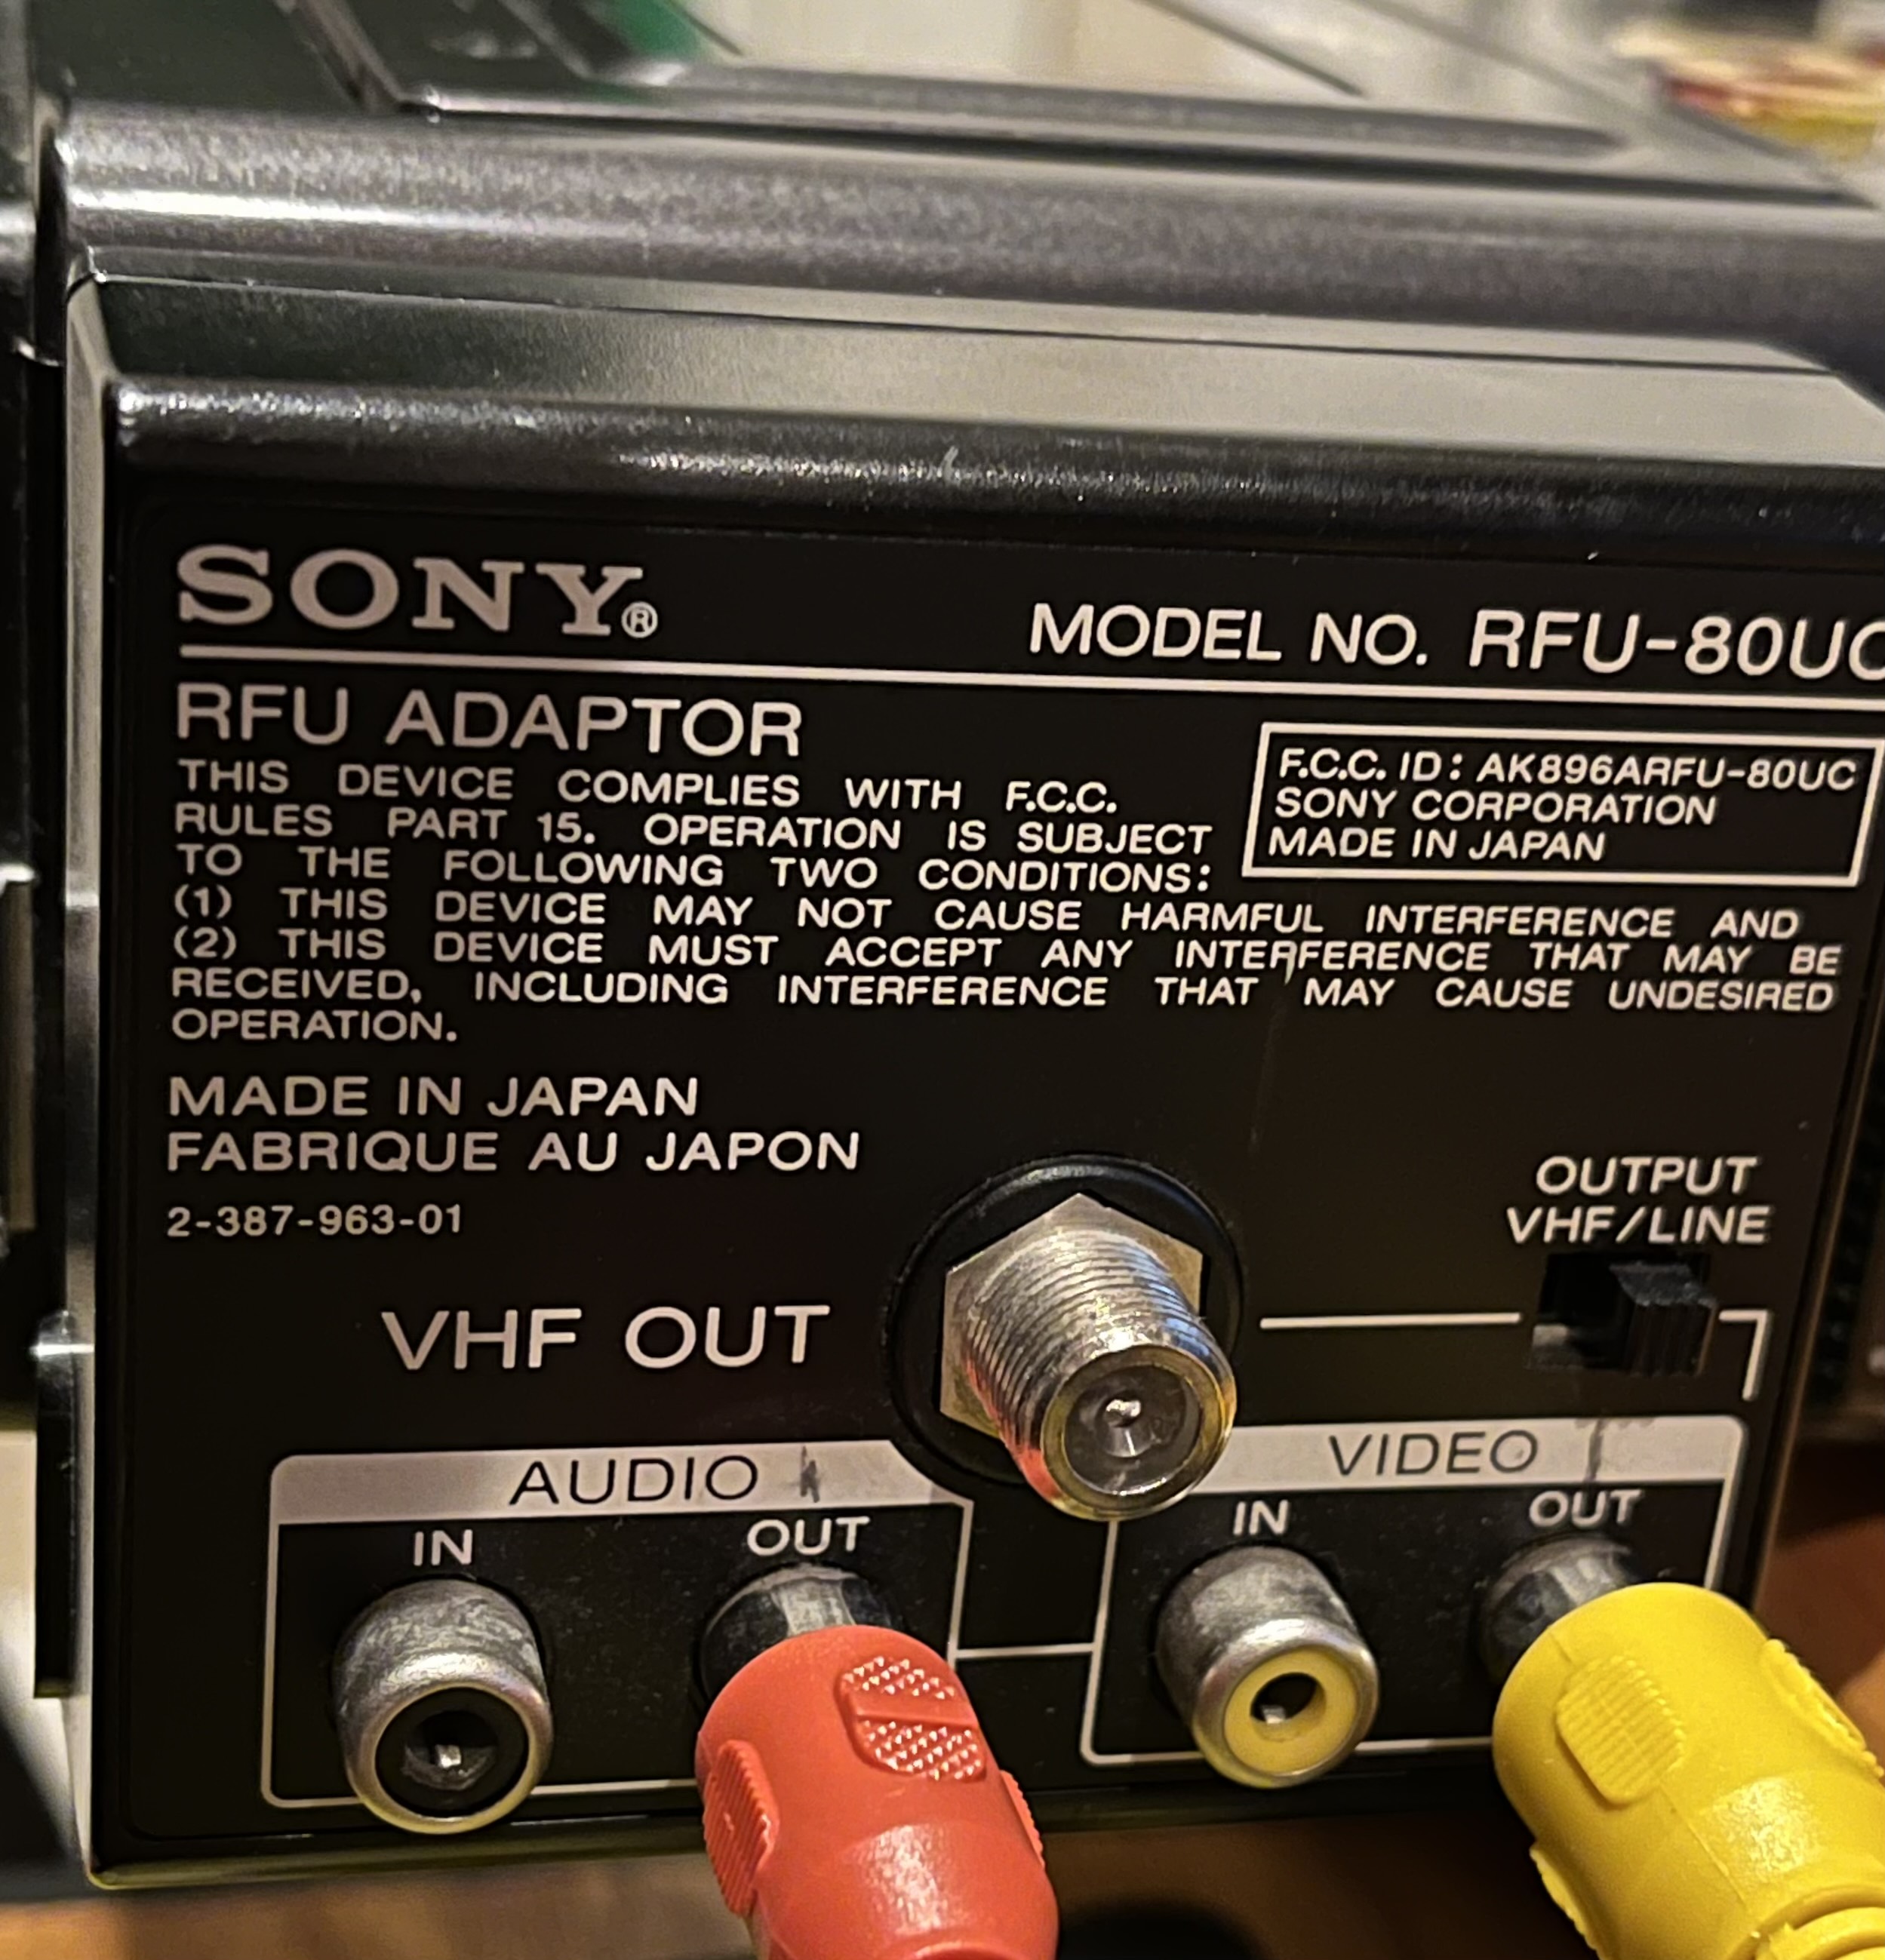 SONY®
MODEL NO. RFU-80UC
RFU ADAPTOR
THIS DEVICE COMPLIES WITH F.C.C.
RULES PART 15. OPERATION IS SUBJECT
TO THE FOLLOWING TWO CONDITIONS:
(1) THIS DEVICE MAY NOT CAUSE HARMFUL INTERFERENCE AND
(2) THIS DEVICE MUST ACCEPT ANY INTERFERENCE THAT MAY BE
RECEIVED, INCLUDING INTERFERENCE THAT MAY CAUSE UNDESIRED
OPERATION.
F.C.C. ID: AK896ARFU-80UC
SONY CORPORATION
MADE IN JAPAN
MADE IN JAPAN
FABRIQUE AU JAPON
2-387-963-01
OUTPUT
VHF/LINE
VHF OUT
AUDIO
IN OUT
VIDEO
IN OUT